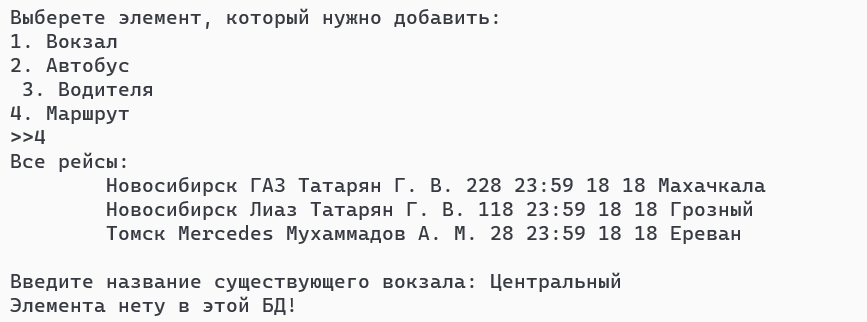 Выберете элемент, который нужно добавить:
1. Вокзал
2. Автобус
3. Водителя
4. Маршрут
>>4
Все рейсы:
Новосибирск ГАЗ Татарян Г. В. 228 23:59 18 18 Махачкала
Новосибирск Лиаз Татарян Г. В. 118 23:59 18 18 Грозный
Томск Mercedes Мухаммадов А. М. 28 23:59 18 18 Ереван
Введите название существующего вокзала: Центральный
Элемента нету в этой БД!